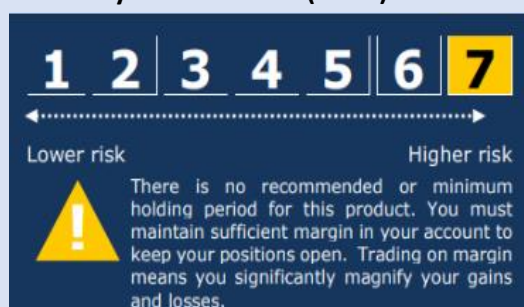 1 2 3 4 5 6 7
Lower risk Higher risk
There is no recommended or minimum
holding period for this product. You must
maintain sufficient margin in your account to
keep your positions open. Trading on margin
means you significantly magnify your gains
and losses.